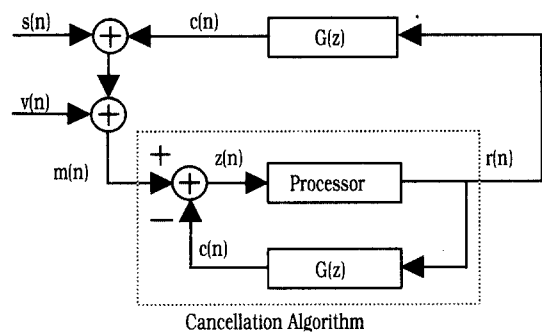 s(n)
c(n)
G(z)
+
v(n)
+
+
m(n)
+
z(n)
Processor
r(n)
−
c(n)
G(z)
Cancellation Algorithm